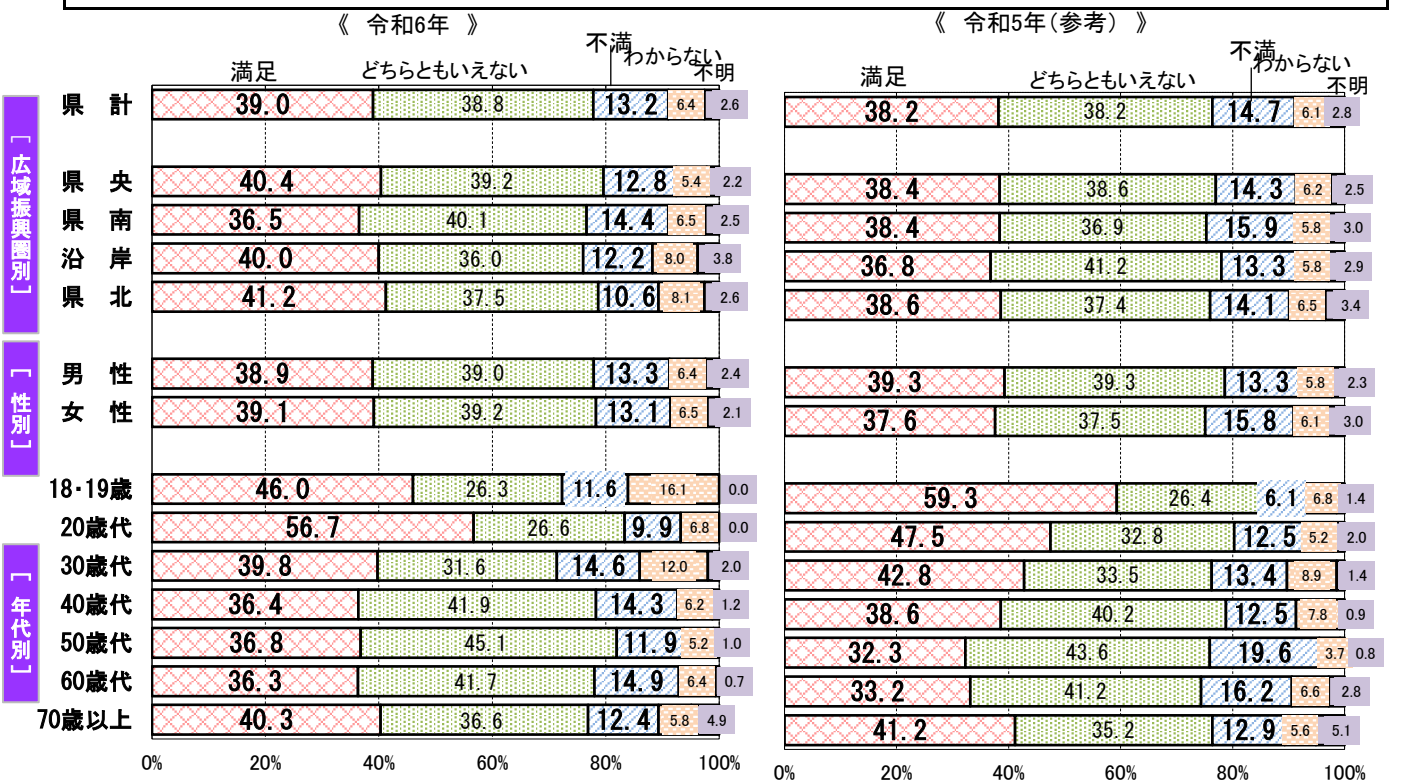 《 令和6年 》
不満
わからない
満足 どちらともいえない 不明
[広域振興圏別]
県 計 39.0 38.8 13.2 6.4 2.6
県 央 40.4 39.2 12.8 5.4 2.2
県 南 36.5 40.1 14.4 6.5 2.5
沿 岸 40.0 36.0 12.2 8.0 3.8
県 北 41.2 37.5 10.6 8.1 2.6
[性別]
男 性 38.9 39.0 13.3 6.4 2.4
女 性 39.1 39.2 13.1 6.5 2.1
[年代別]
18・19歳 46.0 26.3 11.6 16.1 0.0
20歳代 56.7 26.6 9.9 6.8 0.0
30歳代 39.8 31.6 14.6 12.0 2.0
40歳代 36.4 41.9 14.3 6.2 1.2
50歳代 36.8 45.1 11.9 5.2 1.0
60歳代 36.3 41.7 14.9 6.4 0.7
70歳以上 40.3 36.6 12.4 5.8 4.9
0% 20% 40% 60% 80% 100%
《 令和5年(参考) 》
不満
わからない
満足 どちらともいえない 不明
38.2 38.2 14.7 6.1 2.8
38.4 38.6 14.3 6.2 2.5
38.4 36.9 15.9 5.8 3.0
36.8 41.2 13.3 5.8 2.9
38.6 37.4 14.1 6.5 3.4
39.3 39.3 13.3 5.8 2.3
37.6 37.5 15.8 6.1 3.0
59.3 26.4 6.1 6.8 1.4
47.5 32.8 12.5 5.2 2.0
42.8 33.5 13.4 8.9 1.4
38.6 40.2 12.5 7.8 0.9
32.3 43.6 19.6 3.7 0.8
33.2 41.2 16.2 6.6 2.8
41.2 35.2 12.9 5.6 5.1
0% 20% 40% 60% 80% 100%